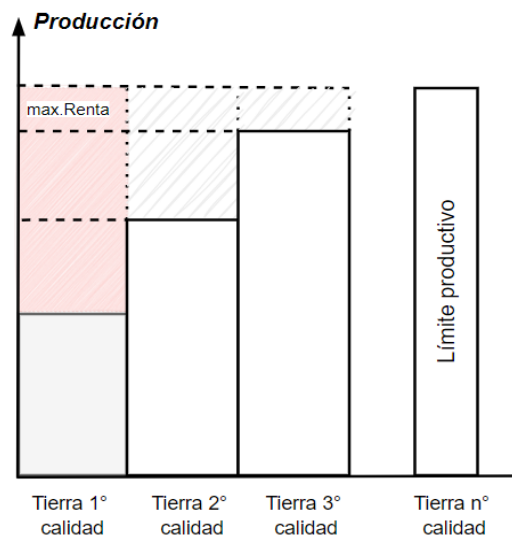 Producción
max.Renta
Límite productivo
Tierra 1°
calidad
Tierra 2°
calidad
Tierra 3°
calidad
Tierra n°
calidad